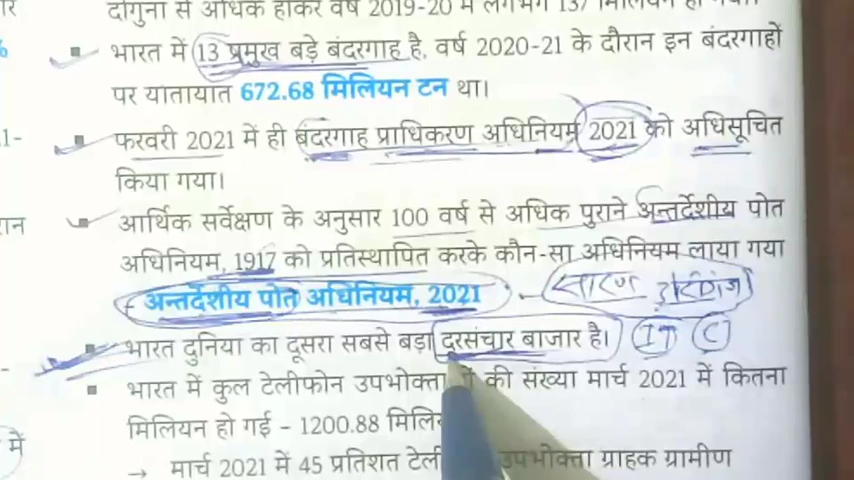 दोगुना से अधिक होकर वर्ष 2019-20 में लगभग 137 मिलियन हो
भारत में 13 प्रमुख बड़े बंदरगाह है, वर्ष 2020-21 के दौरान इन बंदरगाहों
पर यातायात 672.68 मिलियन टन था।
फरवरी 2021 में ही बंदरगाह प्राधिकरण अधिनियम 2021 को अधिसूचित
किया गया।
आर्थिक सर्वेक्षण के अनुसार 100 वर्ष से अधिक पुराने अन्तर्देशीय पोत
अधिनियम, 1917 को प्रतिस्थापित करके कौन-सा अधिनियम लाया गया
- अन्तर्देशीय पोत अधिनियम, 2021
भारत दुनिया का दूसरा सबसे बड़ा दूरसंचार बाजार है। IT C
भारत में कुल टेलीफोन उपभोक्ता की संख्या मार्च 2021 में कितना
मिलियन हो गई - 1200.88
→ मार्च 2021 में 45 प्रतिशत उपभोक्ता ग्राहक ग्रामीण